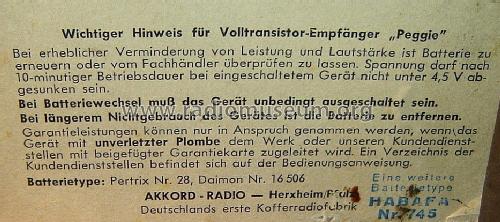 Wichtiger Hinweis für Volltransistor-Empfänger „Peggie"
Bei erheblicher Verminderung von Leistung und Lautstärke ist Batterie zu
erneuern oder vom Fachhändler überprüfen zu lassen. Spannung darf nach
10-minutiger Betriebsdauer bei eingeschaltetem Gerät nicht unter 4,5 V ab-
gesunken sein.
Bei Batteriewechsel muß das Gerät unbedingt ausgeschaltet sein.
Bei längerem Nichtgebrauch des Gerätes ist die Batterie zu entfernen.
Garantieleistungen können nur in Anspruch genommen werden, wenn das
Gerät mit unverletzter Plombe dem Werk oder unseren Kundendienst-
stellen mit beigefügter Garantiekarte zugeleitet wird. Ein Verzeichnis der
Kundendienststellen befindet sich auf der Bedienungsanweisung.
Batterietype: Pertrix Nr. 28, Daimon Nr. 16 506
AKKORD - RADIO — Herxheim/Pfalz
Deutschlands erste Kofferradiofabrik
Eine weitere
Batterietype
HABAFA
Nr. 7745
www.radiomuseum.org